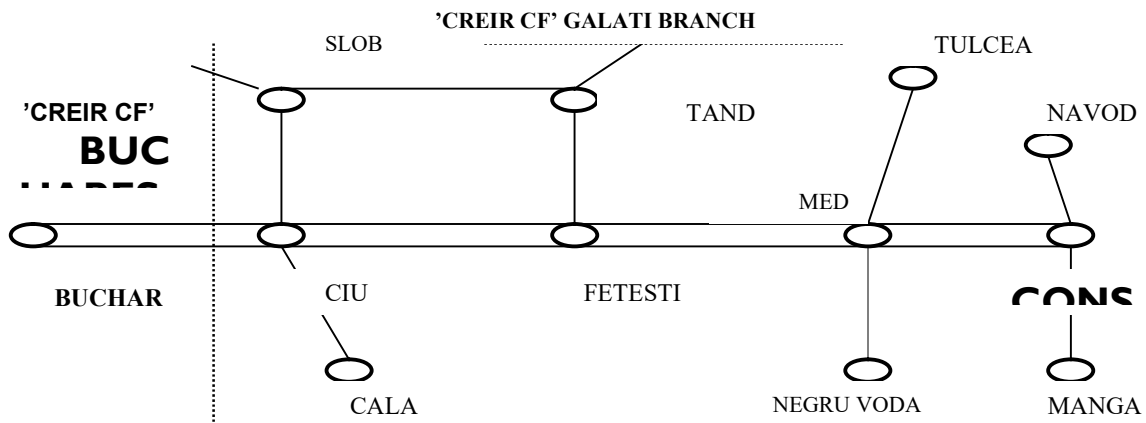 ’CREIR CF’ GALATI BRANCH
SLOB
TULCEA
’CREIR CF’
BUC
TAND
NAVOD
MED
BUCHAR
CIU
FETESTI
CONS
CALA
NEGRU VODA
MANGA